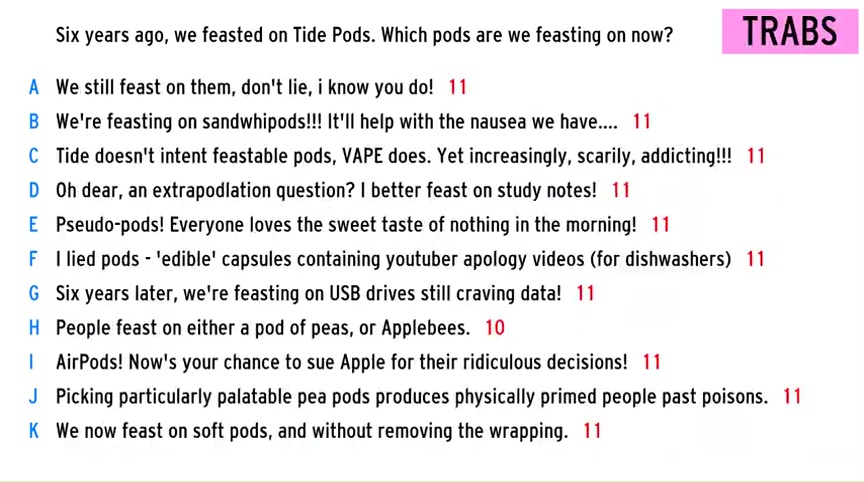 Six years ago, we feasted on Tide Pods. Which pods are we feasting on now?
TRABS
A We still feast on them, don't lie, i know you do! 11
B We're feasting on sandwhipods!!! It'll help with the nausea we have.... 11
C Tide doesn't intent feastable pods, VAPE does. Yet increasingly, scarily, addicting!!! 11
D Oh dear, an extrapodlation question? I better feast on study notes! 11
E Pseudo-pods! Everyone loves the sweet taste of nothing in the morning! 11
F I lied pods - 'edible' capsules containing youtuber apology videos (for dishwashers) 11
G Six years later, we're feasting on USB drives still craving data! 11
H People feast on either a pod of peas, or Applebees. 10
I AirPods! Now's your chance to sue Apple for their ridiculous decisions! 11
J Picking particularly palatable pea pods produces physically primed people past poisons. 11
K We now feast on soft pods, and without removing the wrapping. 11